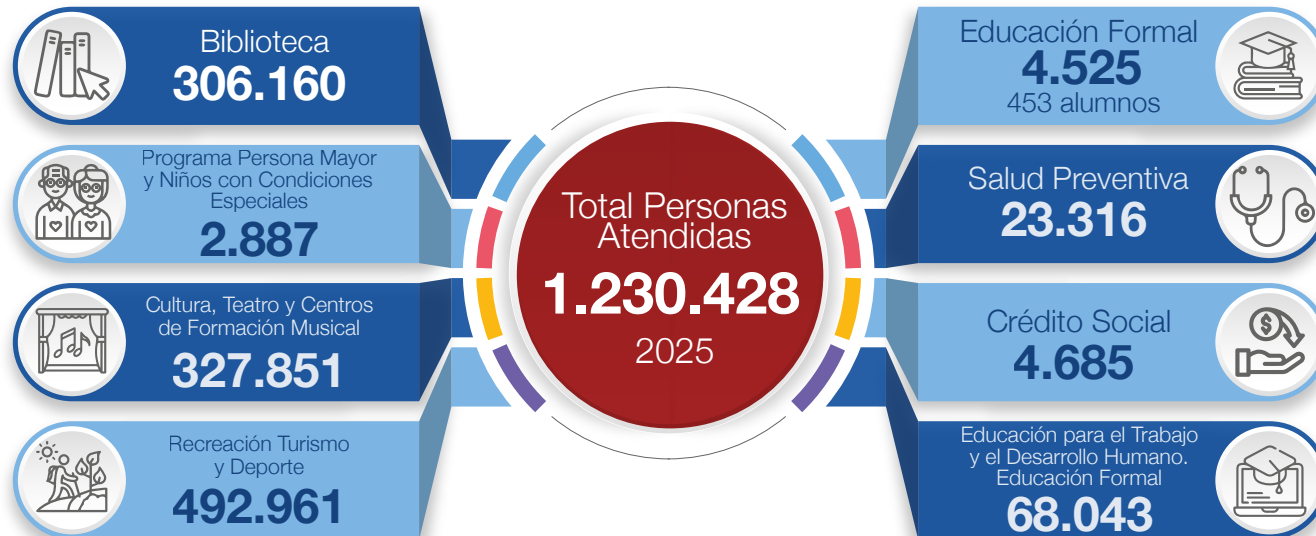 Biblioteca
306.160
Programa Persona Mayor
y Niños con Condiciones
Especiales
2.887
Cultura, Teatro y Centros
de Formación Musical
327.851
Recreación Turismo
y Deporte
492.961
Total Personas
Atendidas
1.230.428
2025
Educación Formal
4.525
453 alumnos
Salud Preventiva
23.316
Crédito Social
4.685
Educación para el Trabajo
y el Desarrollo Humano.
Educación Formal
68.043